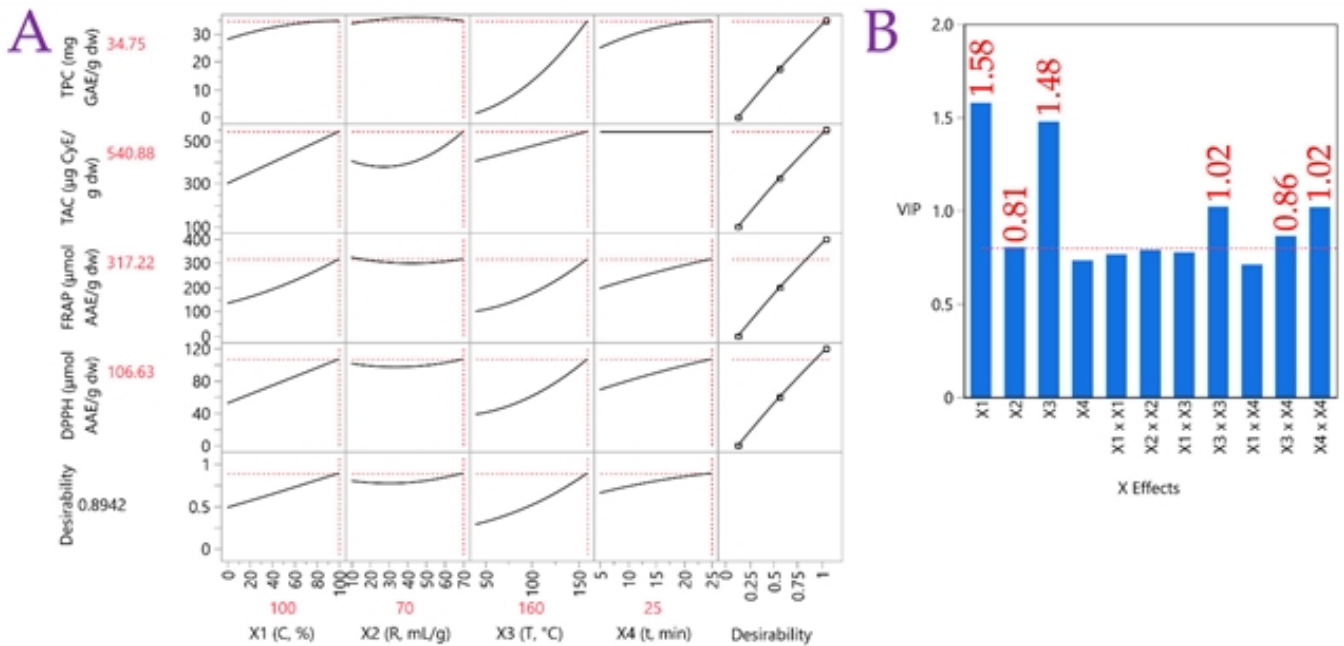 A
B
TPC (mg
GAE/g dw)
34.75
30
20
10
0
TAC (µg CyE/
g dw)
540.88
500
300
100
FRAP (µmol
AAE/g dw)
317.22
400
300
200
100
0
DPPH (µmol
AAE/g dw)
106.63
120
80
40
0
Desirability
0.8942
1
0.5
0
0 20 40 60 80 100
10 20 30 40 50 60 70
50 100 150
5 10 15 20 25
0 0.25 0.5 0.75 1
100 70 160 25
X1 (C, %) X2 (R, mL/g) X3 (T, °C) X4 (t, min) Desirability
2.0
1.5
1.0
0.5
0
VIP
1.58
0.81
1.48
1.02
0.86
1.02
X1
X2
X3
X4
X1 x X1
X2 x X2
X1 x X3
X3 x X3
X1 x X4
X3 x X4
X4 x X4
X Effects